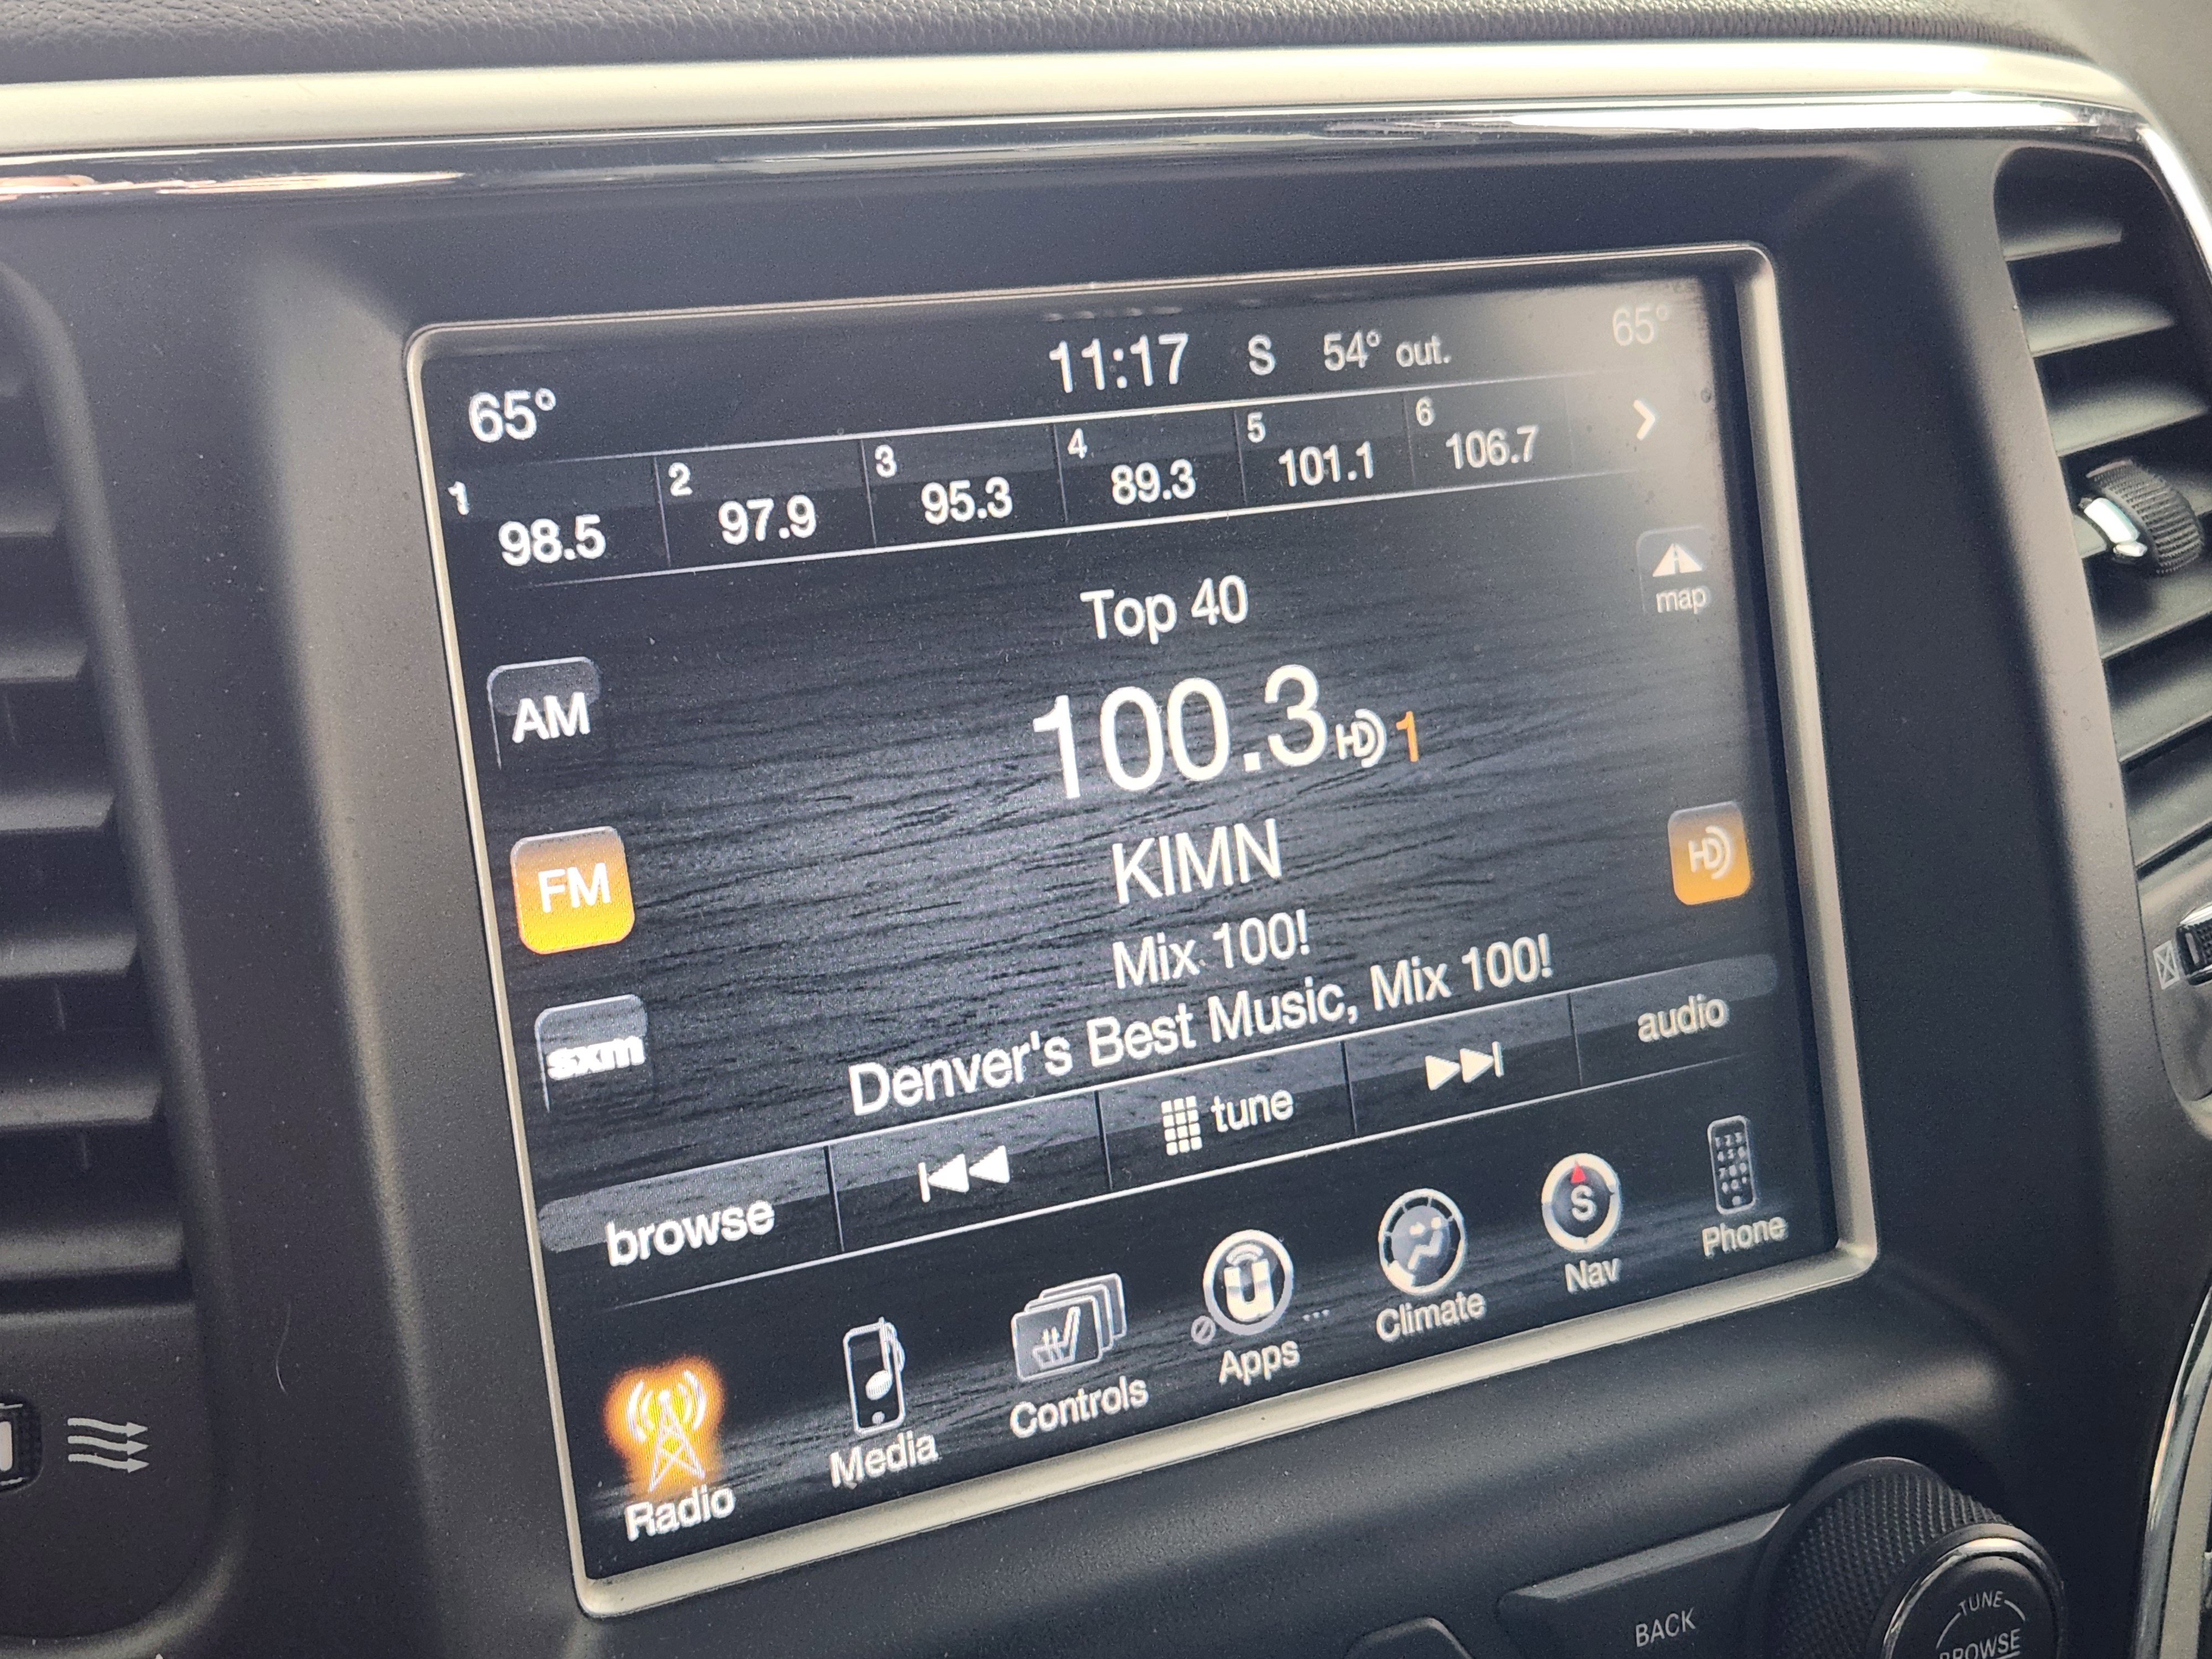 65° 11:17 S 54° out. 65°
1 98.5 2 97.9 3 95.3 4 89.3 5 101.1 6 106.7
Top 40
map
AM
100.3 HD 1
FM
KIMN
HD
Mix 100!
sxm
Denver's Best Music, Mix 100!
browse tune audio
Radio Media Controls Apps Climate Nav Phone
S
BACK
TUNE
BROWSE